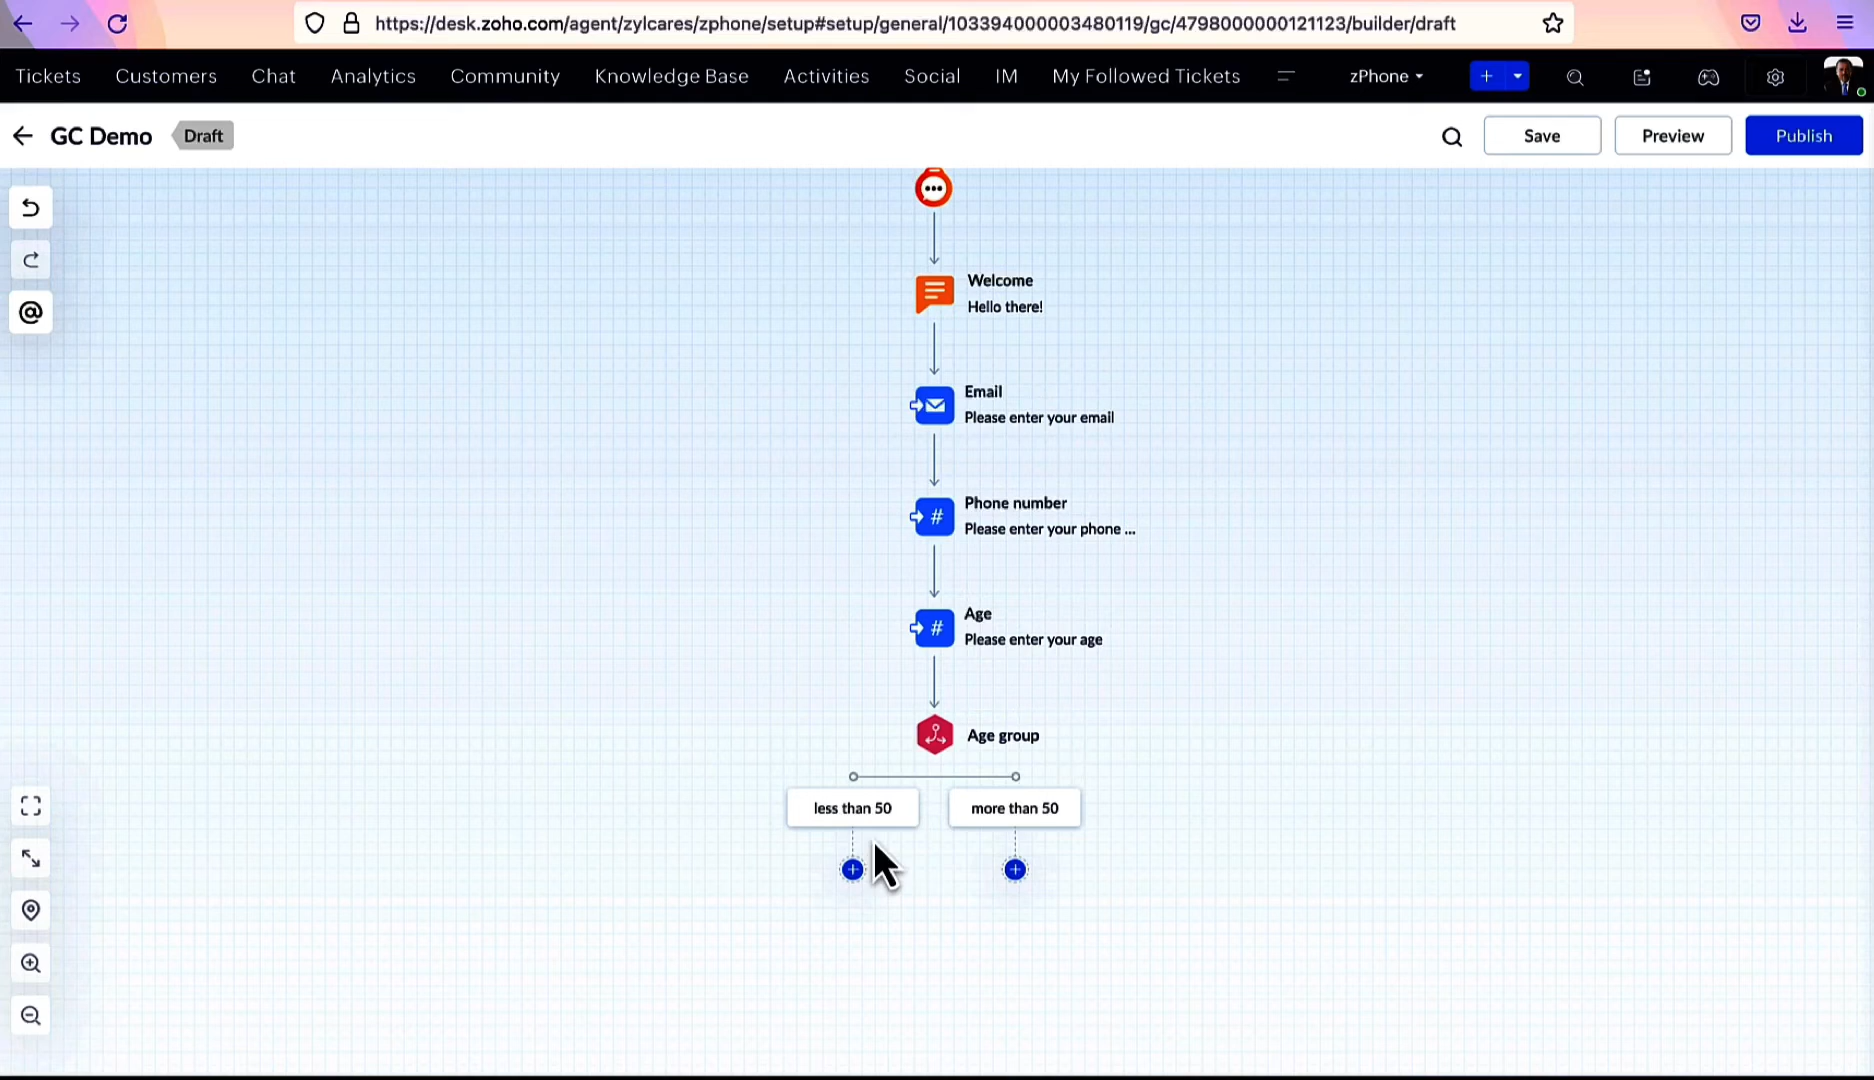 https://desk.zoho.com/agent/zylcares/zphone/setup#setup/general/103394000003480119/gc/4798000000121123/builder/draft
Tickets Customers Chat Analytics Community Knowledge Base Activities Social IM My Followed Tickets zPhone
GC Demo Draft Save Preview Publish
Welcome
Hello there!
Email
Please enter your email
Phone number
Please enter your phone ...
Age
Please enter your age
Age group
less than 50 more than 50